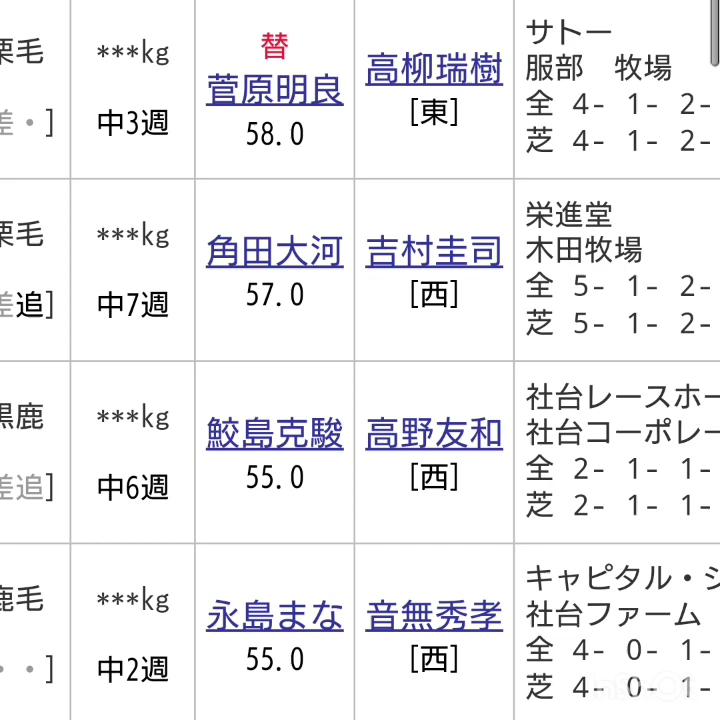 栗毛 ***kg 替 高柳瑞樹 サトー
菅原明良 服部　牧場
差・] 中3週 58.0 [東] 全 4- 1- 2-
芝 4- 1- 2-
栗毛 ***kg 角田大河 吉村圭司 栄進堂
木田牧場
差追] 中7週 57.0 [西] 全 5- 1- 2-
芝 5- 1- 2-
黒鹿 ***kg 鮫島克駿 高野友和 社台レースホー
社台コーポレー
差追] 中6週 55.0 [西] 全 2- 1- 1-
芝 2- 1- 1-
鹿毛 ***kg 永島まな 音無秀孝 キャピタル・シ
社台ファーム
・・] 中2週 55.0 [西] 全 4- 0- 1-
芝 4- 0- 1-